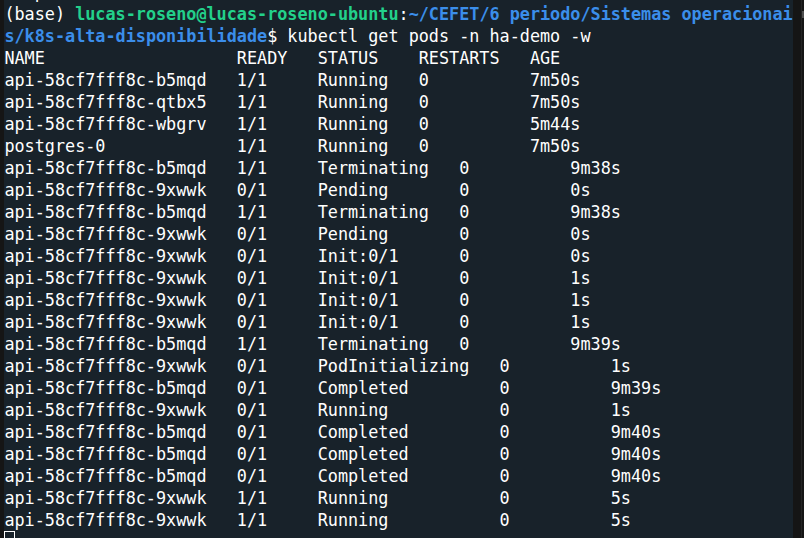 (base) lucas-roseno@lucas-roseno-ubuntu:~/CEFET/6 periodo/Sistemas operacionai
s/k8s-alta-disponibilidade$ kubectl get pods -n ha-demo -w
NAME                   READY   STATUS    RESTARTS   AGE
api-58cf7fff8c-b5mqd   1/1     Running   0          7m50s
api-58cf7fff8c-qtbx5   1/1     Running   0          7m50s
api-58cf7fff8c-wbgrv   1/1     Running   0          5m44s
postgres-0             1/1     Running   0          7m50s
api-58cf7fff8c-b5mqd   1/1     Terminating   0          9m38s
api-58cf7fff8c-9xwwk   0/1     Pending       0          0s
api-58cf7fff8c-b5mqd   1/1     Terminating   0          9m38s
api-58cf7fff8c-9xwwk   0/1     Pending       0          0s
api-58cf7fff8c-9xwwk   0/1     Init:0/1      0          0s
api-58cf7fff8c-9xwwk   0/1     Init:0/1      0          1s
api-58cf7fff8c-9xwwk   0/1     Init:0/1      0          1s
api-58cf7fff8c-9xwwk   0/1     Init:0/1      0          1s
api-58cf7fff8c-b5mqd   1/1     Terminating   0          9m39s
api-58cf7fff8c-9xwwk   0/1     PodInitializing   0          1s
api-58cf7fff8c-b5mqd   0/1     Completed         0          9m39s
api-58cf7fff8c-9xwwk   0/1     Running           0          1s
api-58cf7fff8c-b5mqd   0/1     Completed         0          9m40s
api-58cf7fff8c-b5mqd   0/1     Completed         0          9m40s
api-58cf7fff8c-b5mqd   0/1     Completed         0          9m40s
api-58cf7fff8c-9xwwk   1/1     Running           0          5s
api-58cf7fff8c-9xwwk   1/1     Running           0          5s